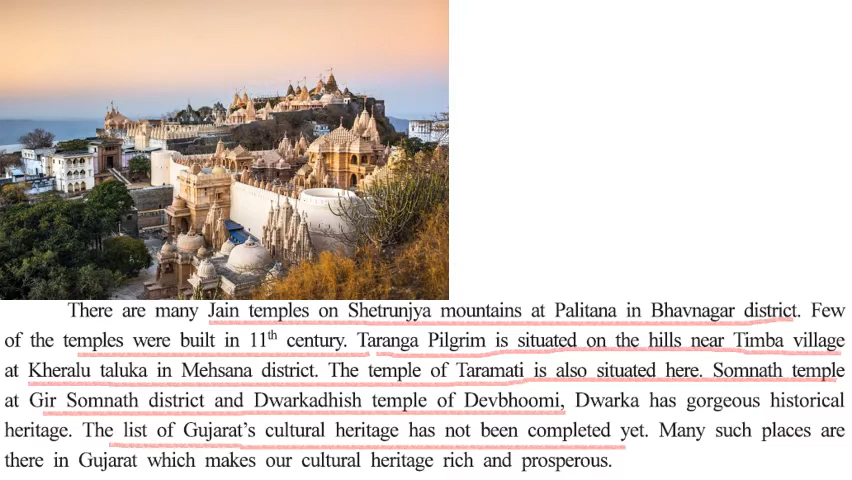 There are many Jain temples on Shetrunjya mountains at Palitana in Bhavnagar district. Few
of the temples were built in 11th century. Taranga Pilgrim is situated on the hills near Timba village
at Kheralu taluka in Mehsana district. The temple of Taramati is also situated here. Somnath temple
at Gir Somnath district and Dwarkadhish temple of Devbhoomi, Dwarka has gorgeous historical
heritage. The list of Gujarat's cultural heritage has not been completed yet. Many such places are
there in Gujarat which makes our cultural heritage rich and prosperous.